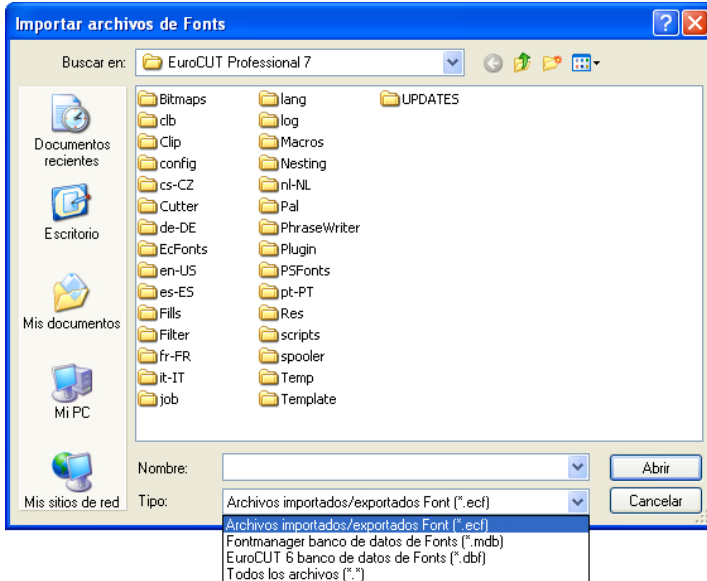 Importar archivos de Fonts
Buscar en: EuroCUT Professional 7
Documentos
recientes
Escritorio
Mis documentos
Mi PC
Mis sitios de red
Bitmaps
clb
Clip
config
cs-CZ
Cutter
de-DE
EcFonts
en-US
es-ES
Fills
Filter
fr-FR
it-IT
job
lang
log
Macros
Nesting
nl-NL
Pal
PhraseWriter
Plugin
PSFonts
pt-PT
Res
scripts
spooler
Temp
Template
UPDATES
Nombre:
Abrir
Tipo: Archivos importados/exportados Font (*.ecf)
Cancelar
Archivos importados/exportados Font (*.ecf)
Fontmanager banco de datos de Fonts (*.mdb)
EuroCUT 6 banco de datos de Fonts (*.dbf)
Todos los archivos (*.*)